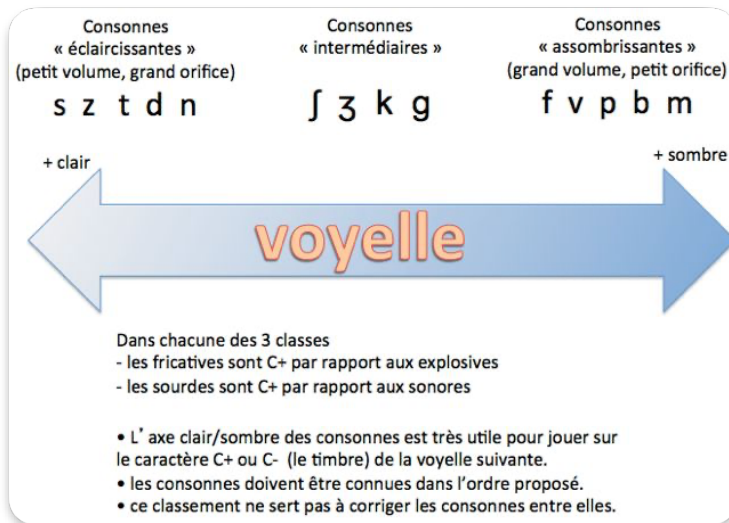 Consonnes
« éclaircissantes »
(petit volume, grand orifice)
s z t d n
Consonnes
« intermédiaires »
ʃ ʒ k g
Consonnes
« assombrissantes »
(grand volume, petit orifice)
f v p b m
+ clair
+ sombre
voyelle
Dans chacune des 3 classes
- les fricatives sont C+ par rapport aux explosives
- les sourdes sont C+ par rapport aux sonores
• L' axe clair/sombre des consonnes est très utile pour jouer sur
le caractère C+ ou C- (le timbre) de la voyelle suivante.
• les consonnes doivent être connues dans l'ordre proposé.
• ce classement ne sert pas à corriger les consonnes entre elles.